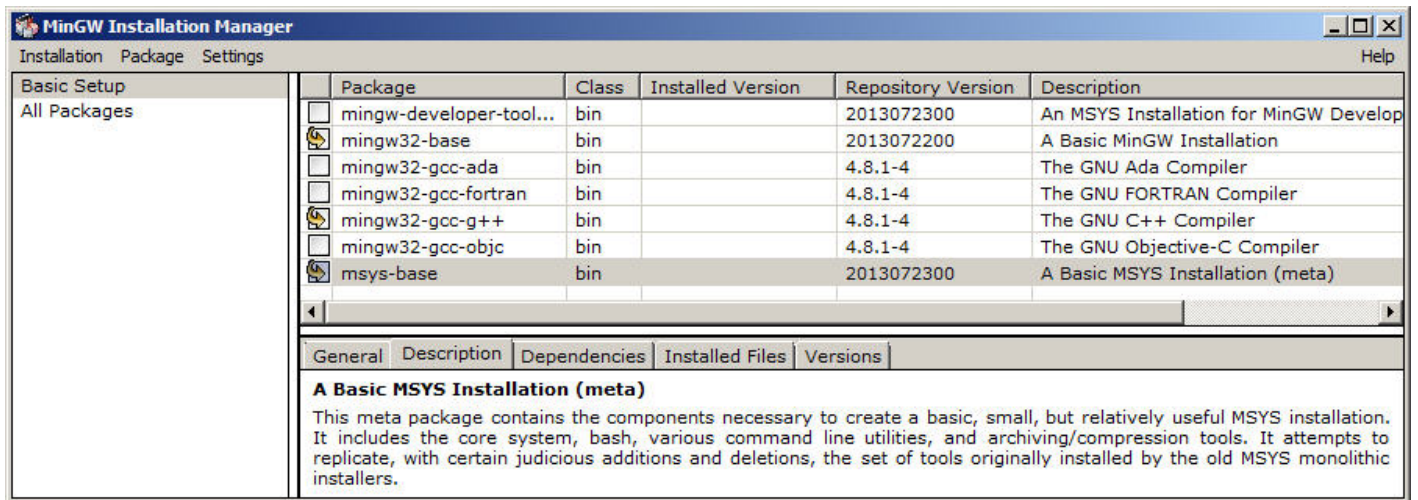 MinGW Installation Manager
Installation Package Settings Help
Basic Setup
All Packages
Package Class Installed Version Repository Version Description
mingw-developer-tool... bin 2013072300 An MSYS Installation for MinGW Develop
mingw32-base bin 2013072200 A Basic MinGW Installation
mingw32-gcc-ada bin 4.8.1-4 The GNU Ada Compiler
mingw32-gcc-fortran bin 4.8.1-4 The GNU FORTRAN Compiler
mingw32-gcc-g++ bin 4.8.1-4 The GNU C++ Compiler
mingw32-gcc-objc bin 4.8.1-4 The GNU Objective-C Compiler
msys-base bin 2013072300 A Basic MSYS Installation (meta)
General Description Dependencies Installed Files Versions
A Basic MSYS Installation (meta)
This meta package contains the components necessary to create a basic, small, but relatively useful MSYS installation.
It includes the core system, bash, various command line utilities, and archiving/compression tools. It attempts to
replicate, with certain judicious additions and deletions, the set of tools originally installed by the old MSYS monolithic
installers.